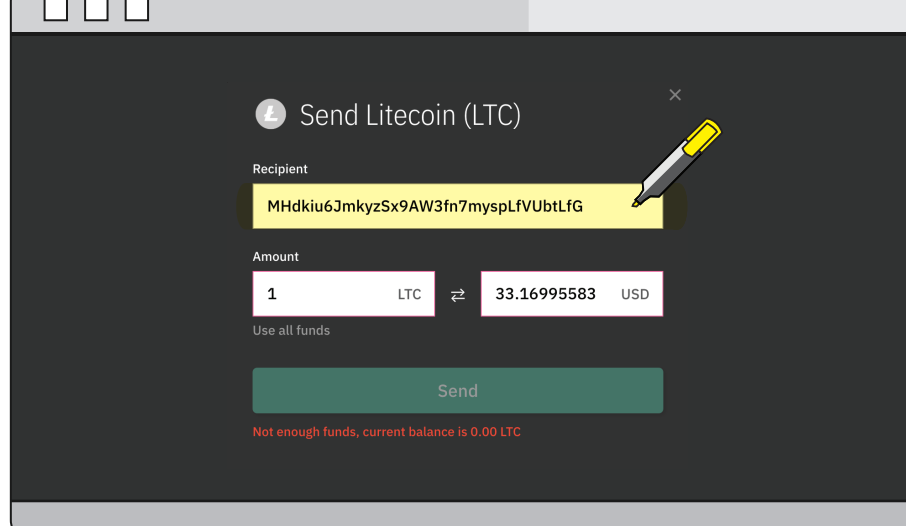 Send Litecoin (LTC)
Recipient
MHdkiu6JmkyzSx9AW3fn7myspLfVUbtLfG
Amount
1 LTC ⇄ 33.16995583 USD
Use all funds
Send
Not enough funds, current balance is 0.00 LTC